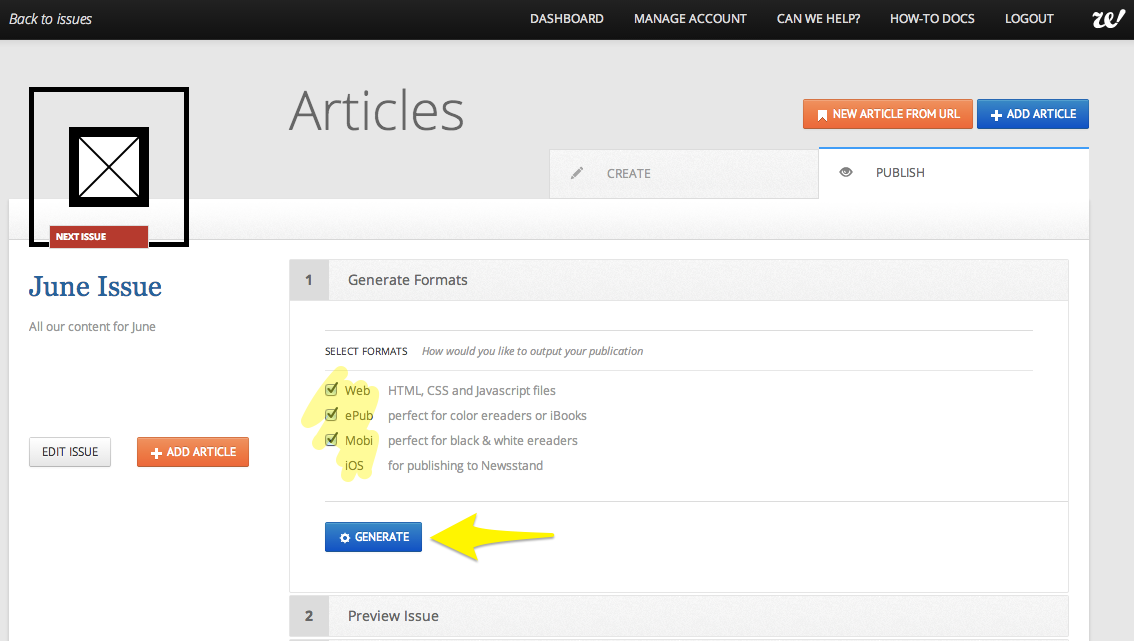 Back to issues
DASHBOARD MANAGE ACCOUNT CAN WE HELP? HOW-TO DOCS LOGOUT
Articles
NEW ARTICLE FROM URL
ADD ARTICLE
CREATE
PUBLISH
NEXT ISSUE
June Issue
All our content for June
EDIT ISSUE
ADD ARTICLE
1 Generate Formats
SELECT FORMATS How would you like to output your publication
Web HTML, CSS and Javascript files
ePub perfect for color ereaders or iBooks
Mobi perfect for black & white ereaders
iOS for publishing to Newsstand
GENERATE
2 Preview Issue